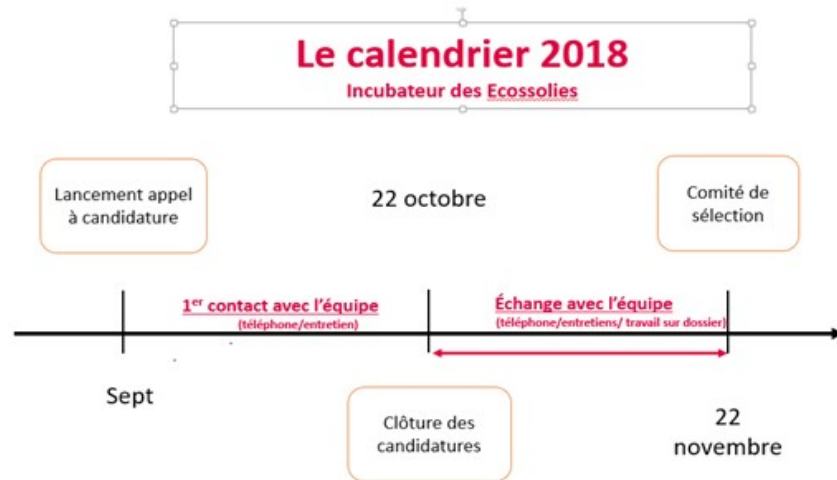 Le calendrier 2018
Incubateur des Ecossolies
Lancement appel
à candidature
22 octobre
Comité de
sélection
1er contact avec l'équipe
(téléphone/entretien)
Échange avec l'équipe
(téléphone/entretiens/ travail sur dossier)
Sept
Clôture des
candidatures
22
novembre